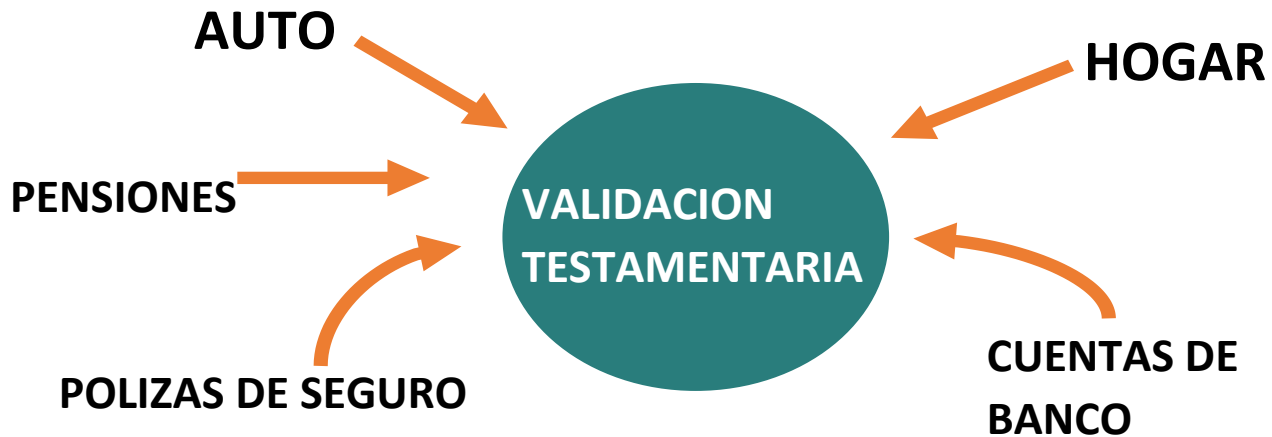 AUTO
HOGAR
PENSIONES
VALIDACION
TESTAMENTARIA
POLIZAS DE SEGURO
CUENTAS DE
BANCO